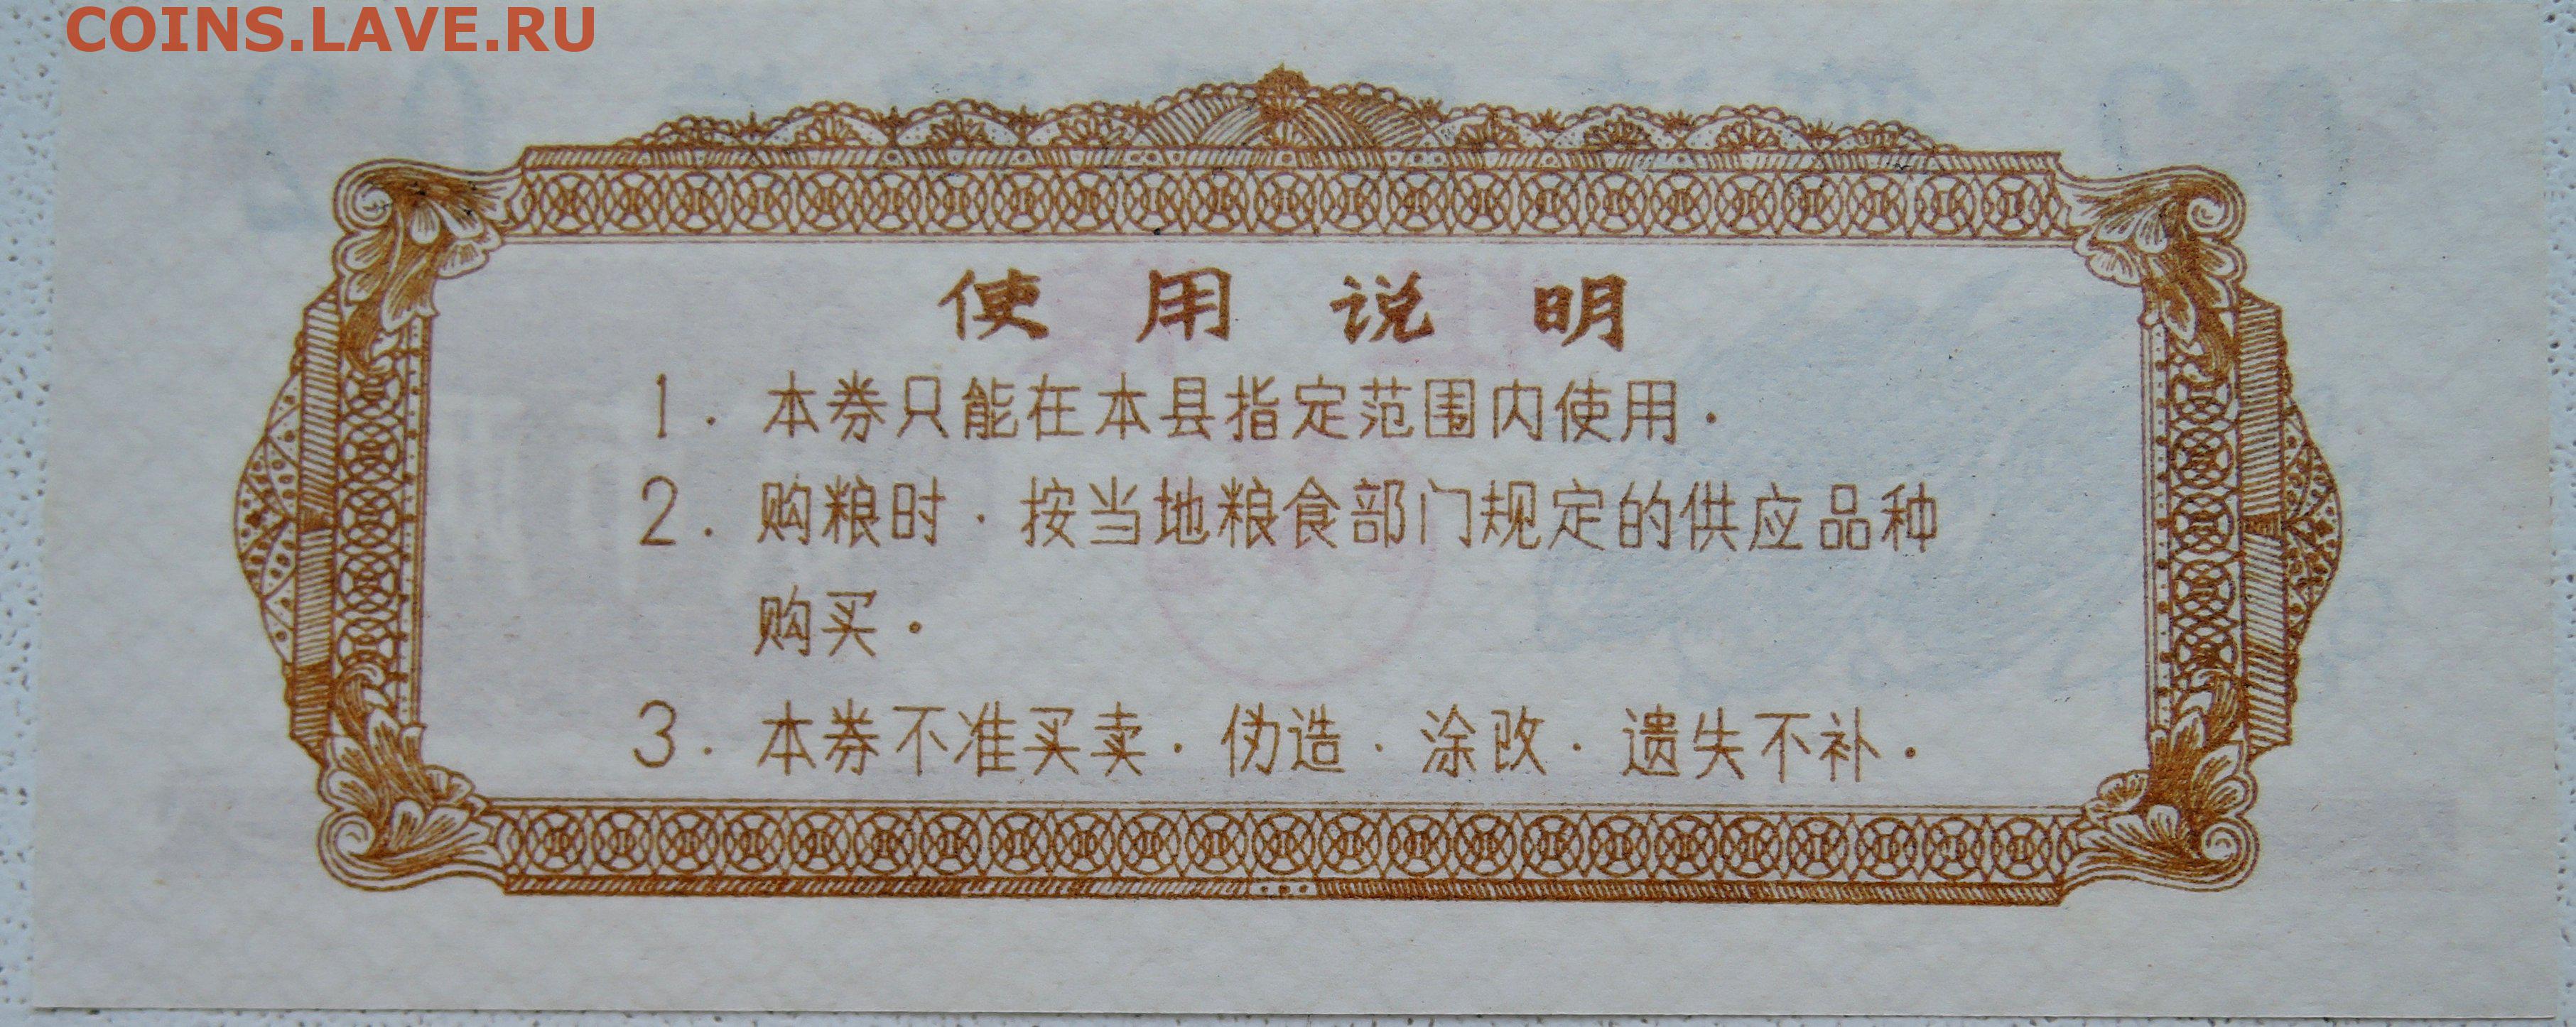 COINS.LAVE.RU
使用说明
1.本券只能在本县指定范围内使用.
2.购粮时·按当地粮食部门规定的供应品种
购买.
3.本券不准买卖·伪造·涂改·遗失不补.